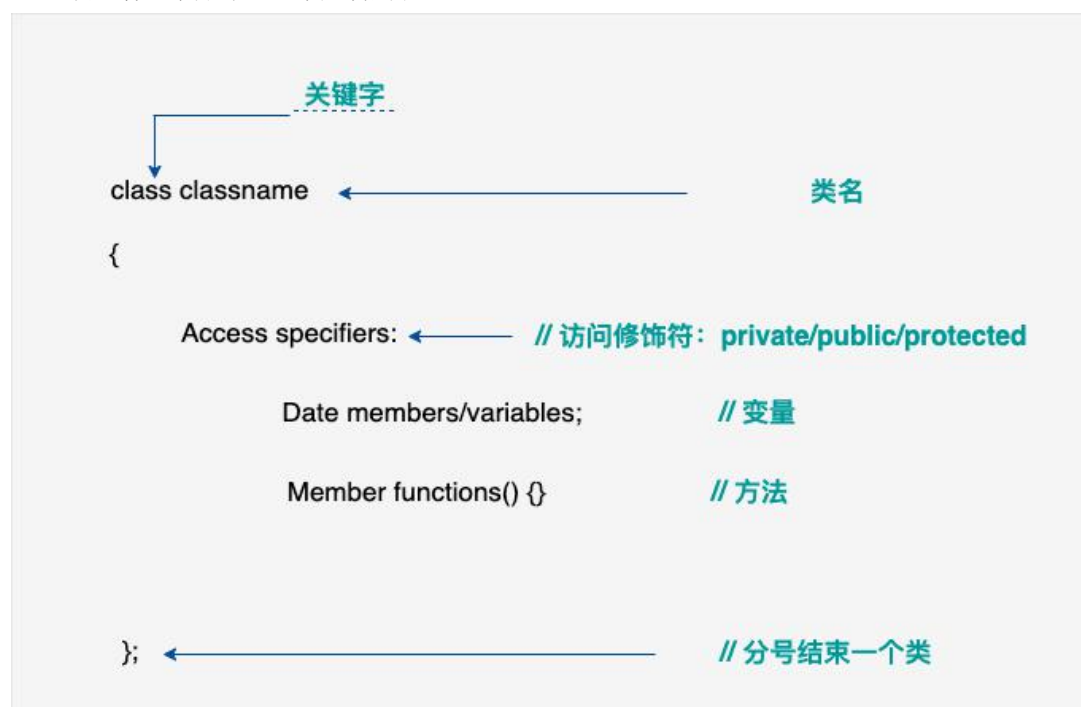 关键字
class classname 类名
{
Access specifiers: // 访问修饰符：private/public/protected
Date members/variables; // 变量
Member functions() {} // 方法
}; // 分号结束一个类